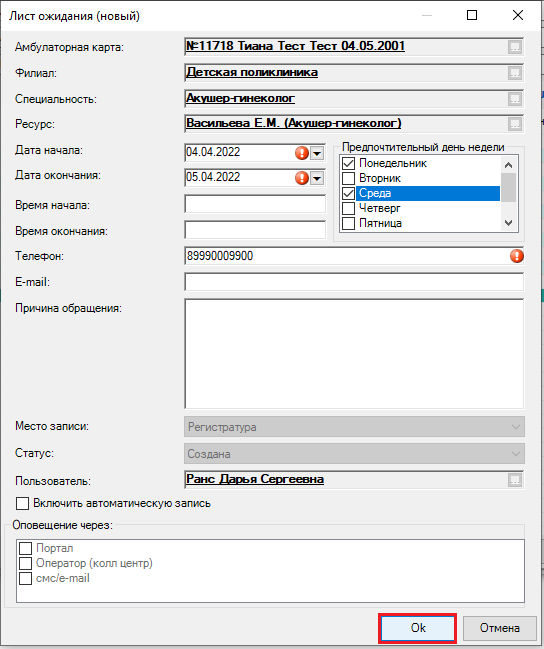 Лист ожидания (новый)
Амбулаторная карта: №11718 Тиана Тест Тест 04.05.2001
Филиал: Детская поликлиника
Специальность: Акушер-гинеколог
Ресурс: Васильева Е.М. (Акушер-гинеколог)
Дата начала: 04.04.2022
Дата окончания: 05.04.2022
Время начала:
Время окончания:
Предпочтительный день недели
Понедельник
Вторник
Среда
Четверг
Пятница
Телефон: 89990009900
E-mail:
Причина обращения:
Место записи: Регистратура
Статус: Создана
Пользователь: Ранс Дарья Сергеевна
Включить автоматическую запись
Оповещение через:
Портал
Оператор (колл центр)
смс/e-mail
Ok Отмена